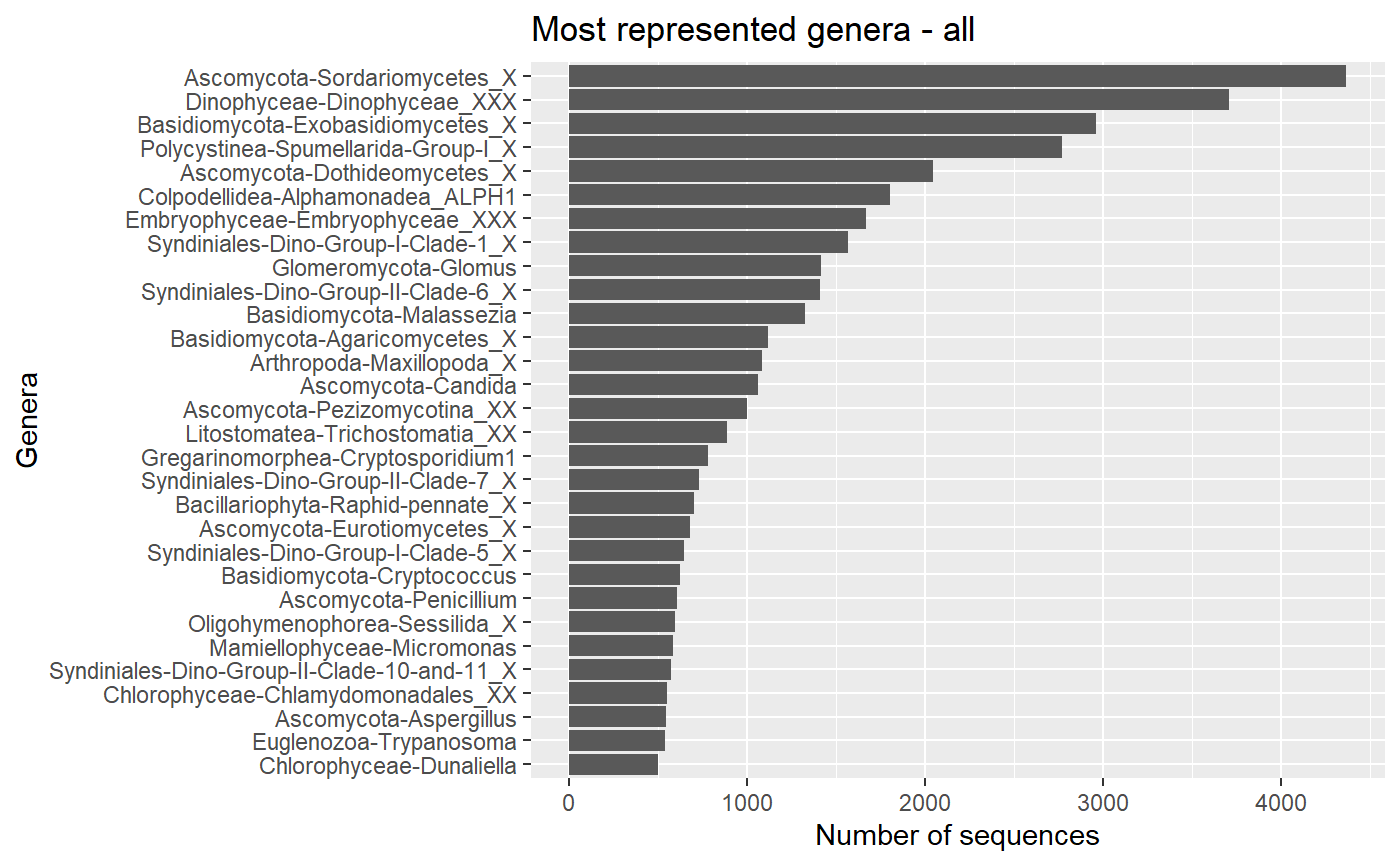 Most represented genera - all
Genera
Ascomycota-Sordariomycetes_X
Dinophyceae-Dinophyceae_XXX
Basidiomycota-Exobasidiomycetes_X
Polycystinea-Spumellarida-Group-I_X
Ascomycota-Dothideomycetes_X
Colpodellidea-Alphamonadea_ALPH1
Embryophyceae-Embryophyceae_XXX
Syndiniales-Dino-Group-I-Clade-1_X
Glomeromycota-Glomus
Syndiniales-Dino-Group-II-Clade-6_X
Basidiomycota-Malassezia
Basidiomycota-Agaricomycetes_X
Arthropoda-Maxillopoda_X
Ascomycota-Candida
Ascomycota-Pezizomycotina_XX
Litostomatea-Trichostomatia_XX
Gregarinomorphea-Cryptosporidium1
Syndiniales-Dino-Group-II-Clade-7_X
Bacillariophyta-Raphid-pennate_X
Ascomycota-Eurotiomycetes_X
Syndiniales-Dino-Group-I-Clade-5_X
Basidiomycota-Cryptococcus
Ascomycota-Penicillium
Oligohymenophorea-Sessilida_X
Mamiellophyceae-Micromonas
Syndiniales-Dino-Group-II-Clade-10-and-11_X
Chlorophyceae-Chlamydomonadales_XX
Ascomycota-Aspergillus
Euglenozoa-Trypanosoma
Chlorophyceae-Dunaliella
0 1000 2000 3000 4000
Number of sequences